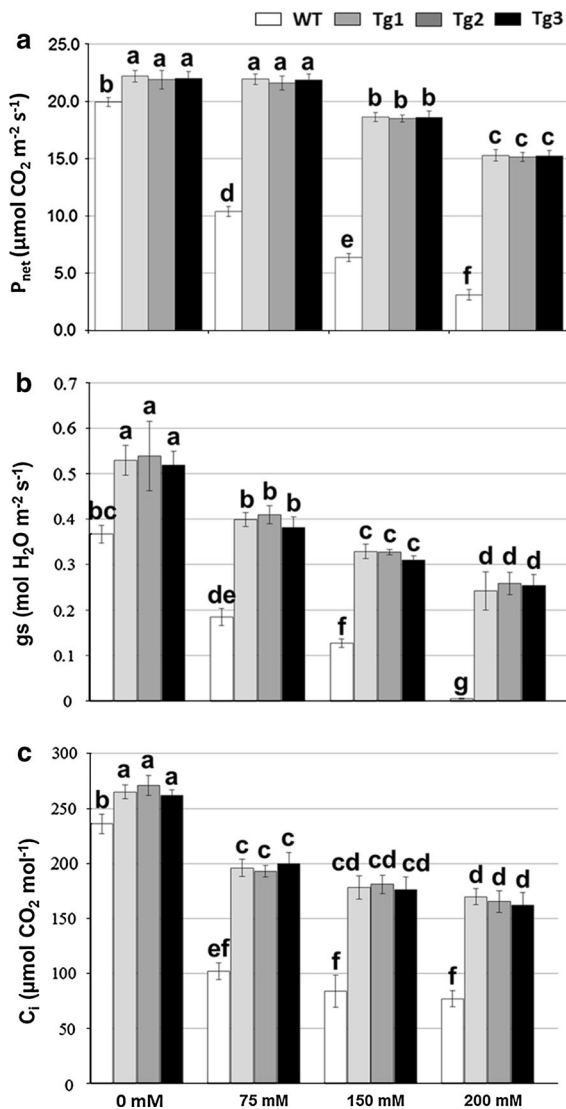 WT Tg1 Tg2 Tg3
a
25.0
20.0
15.0
10.0
5.0
0.0
Pnet (µmol CO2 m-2 s-1)
b a a a
d a a a
e b b b
f c c c
b
0.7
0.6
0.5
0.4
0.3
0.2
0.1
0
gs (mol H2O m-2 s-1)
bc a a a
de b b b
f c c c
g d d d
c
300
250
200
150
100
50
0
Ci (µmol CO2 mol-1)
b a a a
ef c c c
f cd cd cd
f d d d
0 mM 75 mM 150 mM 200 mM